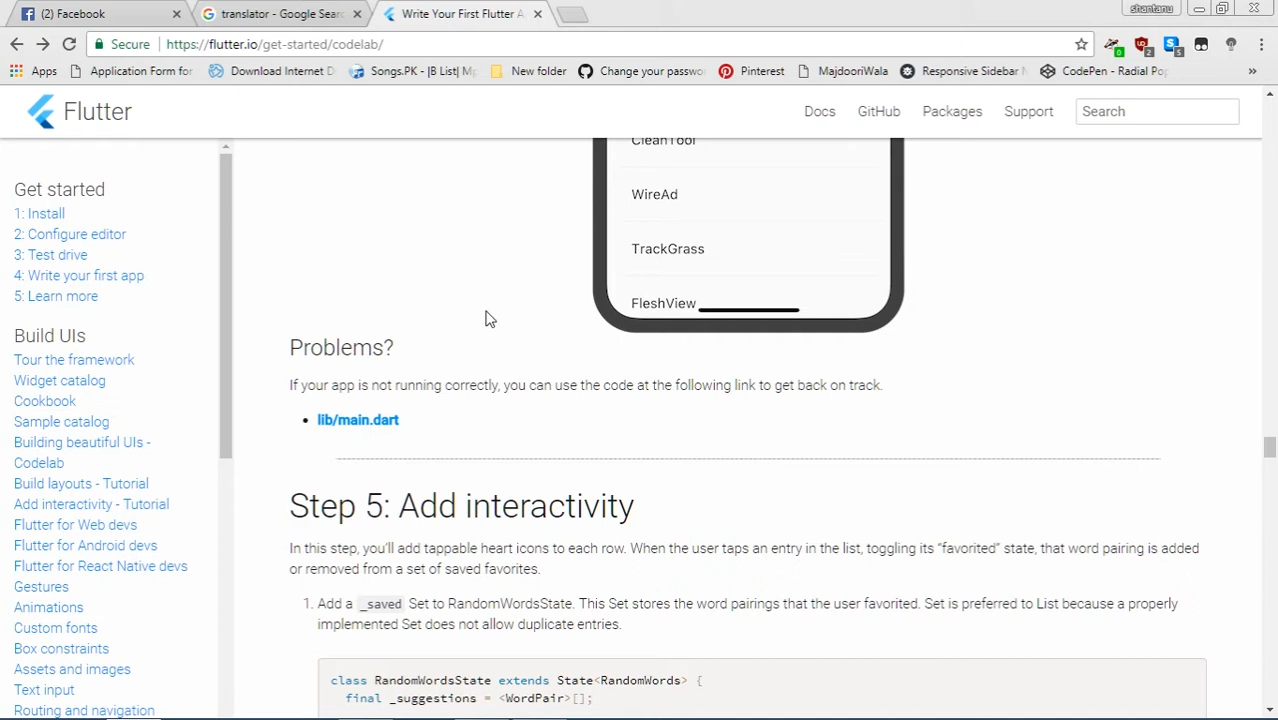 (2) Facebook
translator - Google Sear
Write Your First Flutter A
shantanu
Secure
https://flutter.io/get-started/codelab/
0
2
5
Apps
Application Form for
Download Internet D
Songs.PK - |B List| M
New folder
Change your passwo
Pinterest
MajdooriWala
Responsive Sidebar
CodePen - Radial Pop
»
Flutter
Docs
GitHub
Packages
Support
Search
Get started
1: Install
2: Configure editor
3: Test drive
4: Write your first app
5: Learn more
Build UIs
Tour the framework
Widget catalog
Cookbook
Sample catalog
Building beautiful UIs -
Codelab
Build layouts - Tutorial
Add interactivity - Tutorial
Flutter for Web devs
Flutter for Android devs
Flutter for React Native devs
Gestures
Animations
Custom fonts
Box constraints
Assets and images
Text input
Routing and navigation
CleanTool
WireAd
TrackGrass
FleshView
Problems?
If your app is not running correctly, you can use the code at the following link to get back on track.
• lib/main.dart
Step 5: Add interactivity
In this step, you’ll add tappable heart icons to each row. When the user taps an entry in the list, toggling its “favorited” state, that word pairing is added
or removed from a set of saved favorites.
1. Add a _saved Set to RandomWordsState. This Set stores the word pairings that the user favorited. Set is preferred to List because a properly
implemented Set does not allow duplicate entries.
class RandomWordsState extends State<RandomWords> {
final _suggestions = <WordPair>[];